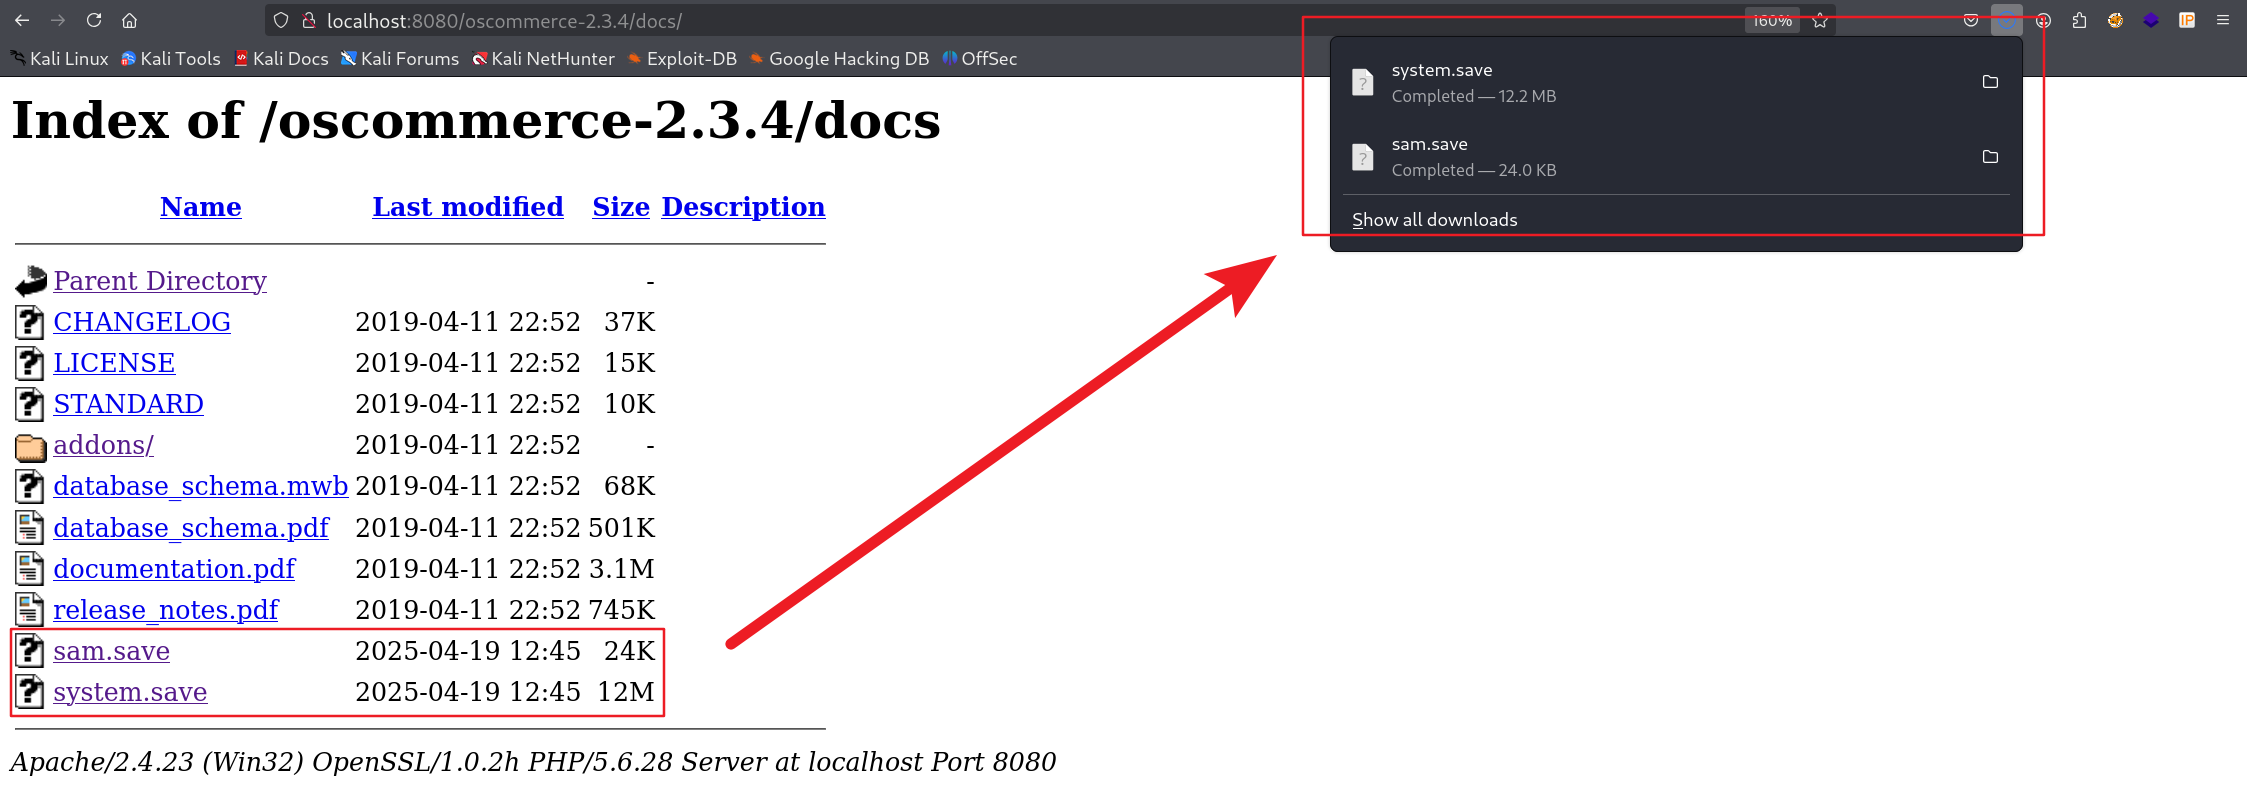 localhost:8080/oscommerce-2.3.4/docs/ 160% IP
Kali Linux Kali Tools Kali Docs Kali Forums Kali NetHunter Exploit-DB Google Hacking DB OffSec
system.save
Completed — 12.2 MB
sam.save
Completed — 24.0 KB
Show all downloads
Index of /oscommerce-2.3.4/docs
Name Last modified Size Description
Parent Directory -
CHANGELOG 2019-04-11 22:52 37K
LICENSE 2019-04-11 22:52 15K
STANDARD 2019-04-11 22:52 10K
addons/ 2019-04-11 22:52 -
database_schema.mwb 2019-04-11 22:52 68K
database_schema.pdf 2019-04-11 22:52 501K
documentation.pdf 2019-04-11 22:52 3.1M
release_notes.pdf 2019-04-11 22:52 745K
sam.save 2025-04-19 12:45 24K
system.save 2025-04-19 12:45 12M
Apache/2.4.23 (Win32) OpenSSL/1.0.2h PHP/5.6.28 Server at localhost Port 8080